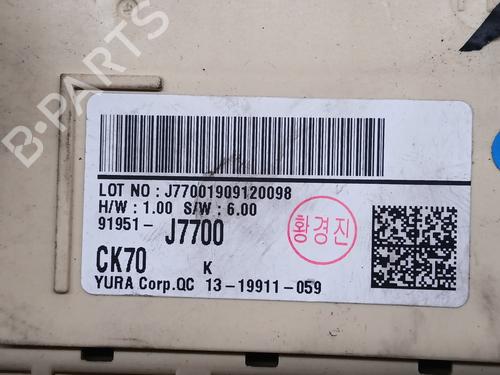 B-PARTS
LOT NO : J77001909120098
H/W : 1.00 S/W : 6.00
91951- J7700
황경진
CK70 K
YURA Corp.QC 13-19911-059